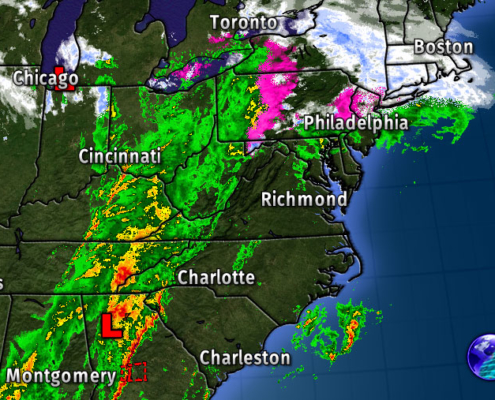 Toronto
Boston
Chicago
Philadelphia
Cincinnati
Richmond
Charlotte
L
Charleston
Montgomery